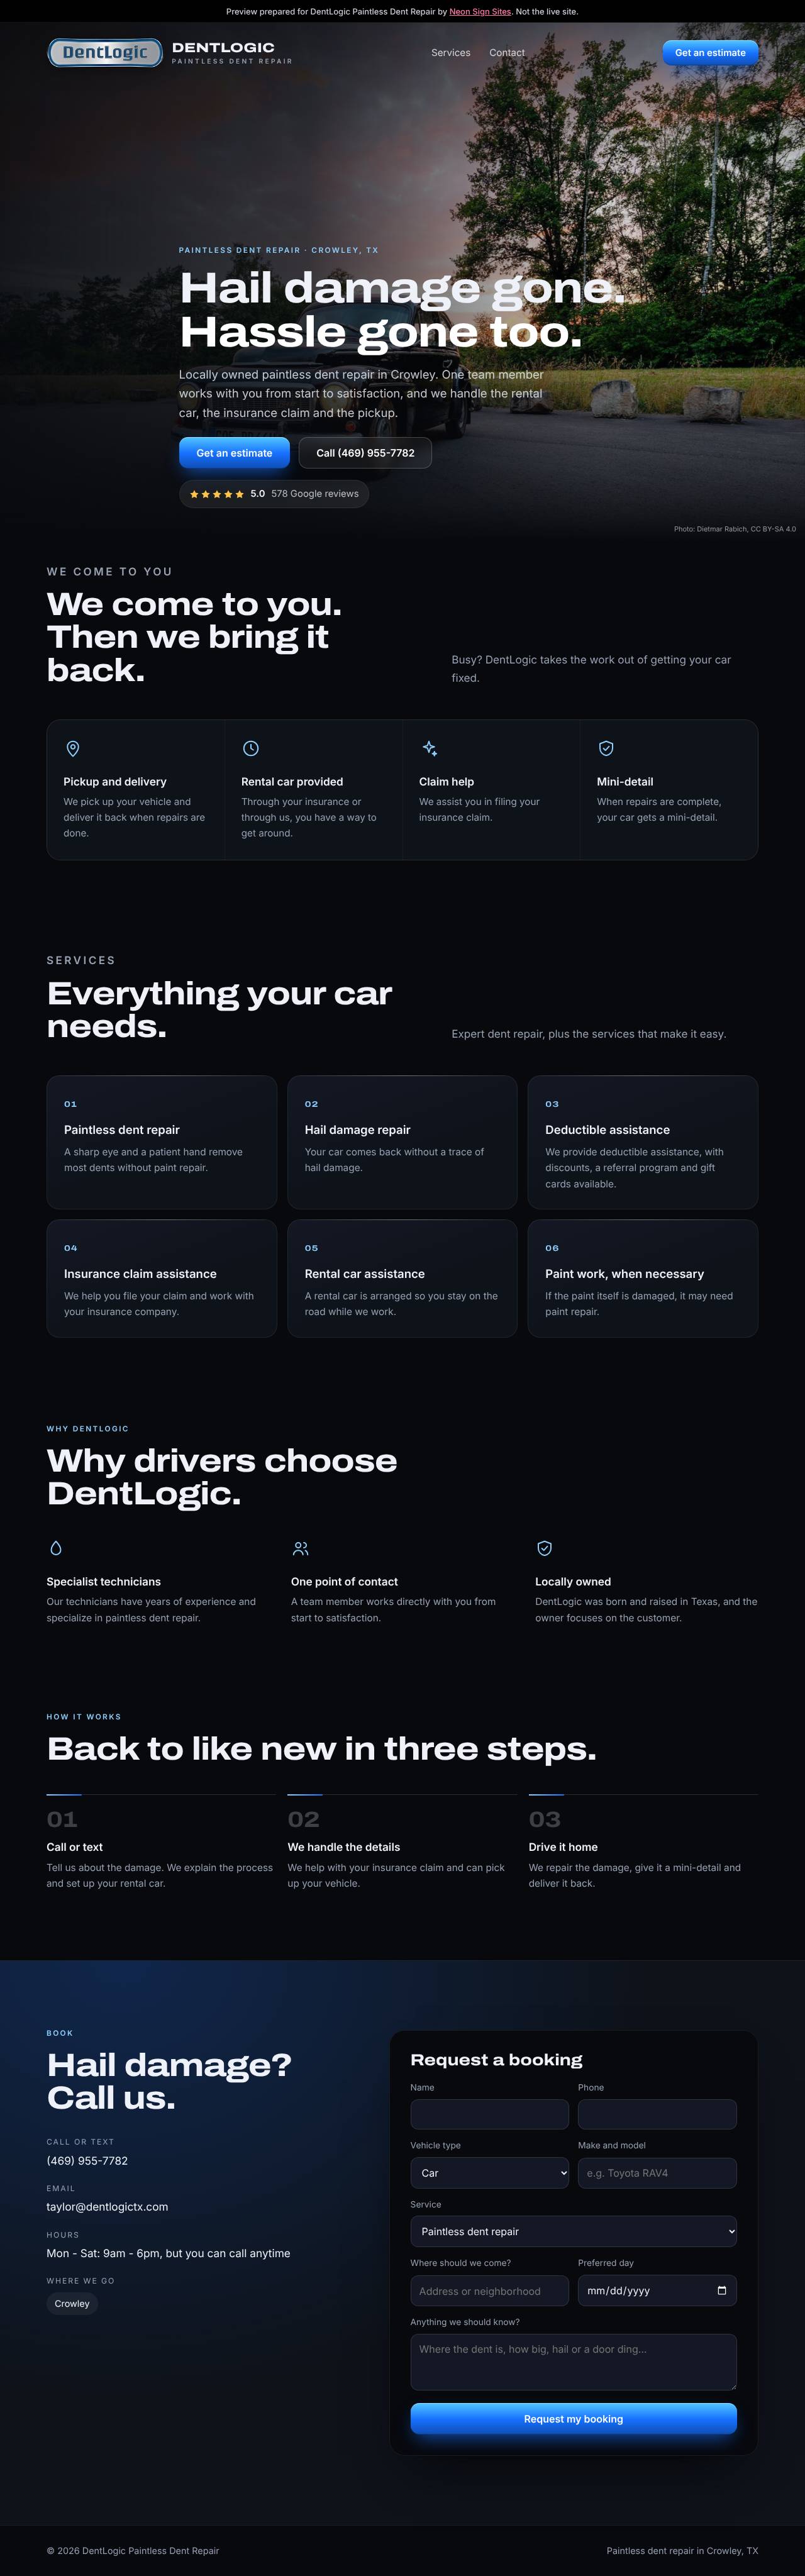 Preview prepared for DentLogic Paintless Dent Repair by Neon Sign Sites. Not the live site.
DentLogic
DENTLOGIC
PAINTLESS DENT REPAIR
Services
Contact
Get an estimate
PAINTLESS DENT REPAIR · CROWLEY, TX
Hail damage gone.
Hassle gone too.
Locally owned paintless dent repair in Crowley. One team member
works with you from start to satisfaction, and we handle the rental
car, the insurance claim and the pickup.
Get an estimate
Call (469) 955-7782
5.0 578 Google reviews
Photo: Dietmar Rabich, CC BY-SA 4.0
WE COME TO YOU
We come to you.
Then we bring it
back.
Busy? DentLogic takes the work out of getting your car
fixed.
Pickup and delivery
We pick up your vehicle and
deliver it back when repairs are
done.
Rental car provided
Through your insurance or
through us, you have a way to
get around.
Claim help
We assist you in filing your
insurance claim.
Mini-detail
When repairs are complete,
your car gets a mini-detail.
SERVICES
Everything your car
needs.
Expert dent repair, plus the services that make it easy.
01
Paintless dent repair
A sharp eye and a patient hand remove
most dents without paint repair.
02
Hail damage repair
Your car comes back without a trace of
hail damage.
03
Deductible assistance
We provide deductible assistance, with
discounts, a referral program and gift
cards available.
04
Insurance claim assistance
We help you file your claim and work with
your insurance company.
05
Rental car assistance
A rental car is arranged so you stay on the
road while we work.
06
Paint work, when necessary
If the paint itself is damaged, it may need
paint repair.
WHY DENTLOGIC
Why drivers choose
DentLogic.
Specialist technicians
Our technicians have years of experience and
specialize in paintless dent repair.
One point of contact
A team member works directly with you from
start to satisfaction.
Locally owned
DentLogic was born and raised in Texas, and the
owner focuses on the customer.
HOW IT WORKS
Back to like new in three steps.
01
Call or text
Tell us about the damage. We explain the process
and set up your rental car.
02
We handle the details
We help with your insurance claim and can pick
up your vehicle.
03
Drive it home
We repair the damage, give it a mini-detail and
deliver it back.
BOOK
Hail damage?
Call us.
CALL OR TEXT
(469) 955-7782
EMAIL
taylor@dentlogictx.com
HOURS
Mon - Sat: 9am - 6pm, but you can call anytime
WHERE WE GO
Crowley
Request a booking
Name
Phone
Vehicle type
Make and model
Car
e.g. Toyota RAV4
Service
Paintless dent repair
Where should we come?
Preferred day
Address or neighborhood
mm/dd/yyyy
Anything we should know?
Where the dent is, how big, hail or a door ding...
Request my booking
© 2026 DentLogic Paintless Dent Repair
Paintless dent repair in Crowley, TX